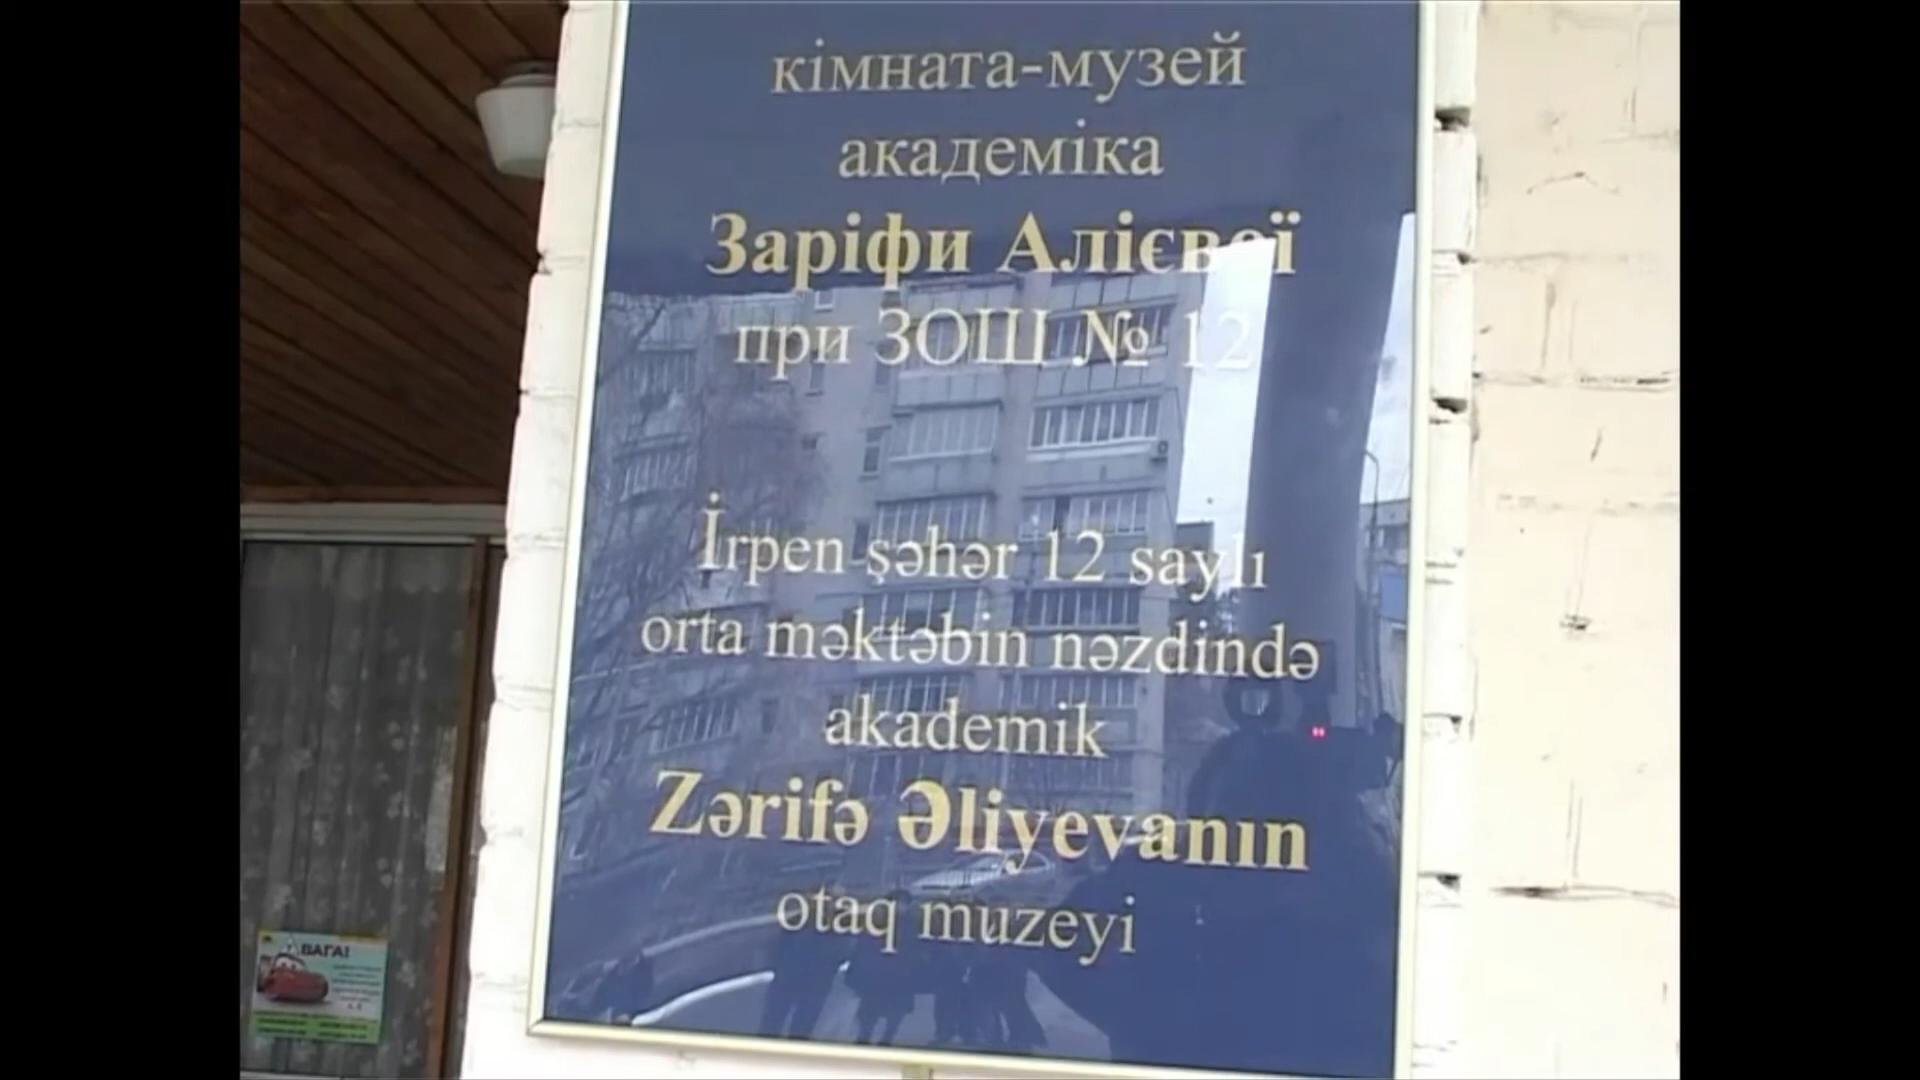 кімната-музей
академіка
Заріфи Алієвої
при ЗОШ № 12
İrpen şəhər 12 saylı
orta məktəbin nəzdində
akademik
Zərifə Əliyevanın
otaq muzeyi
ВАГА!